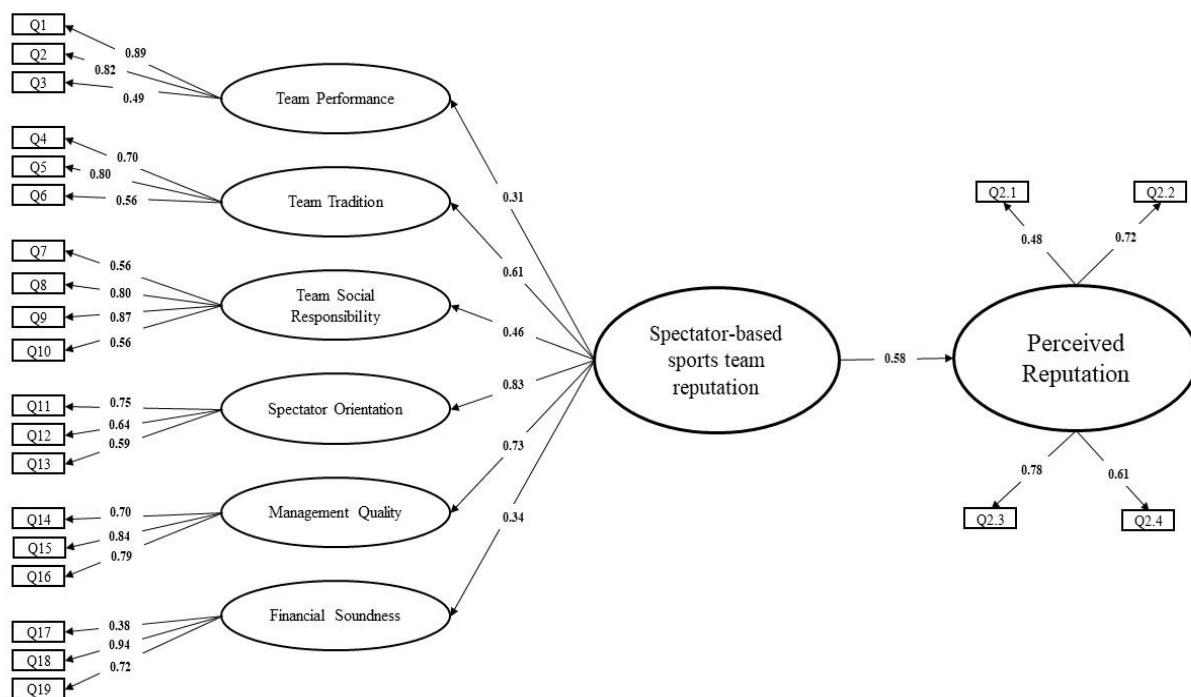 Q1
Q2
Q3
0.89
0.82
0.49
Team Performance
Q4
Q5
Q6
0.70
0.80
0.56
Team Tradition
Q7
Q8
Q9
Q10
0.56
0.80
0.87
0.56
Team Social
Responsibility
Q11
Q12
Q13
0.75
0.64
0.59
Spectator Orientation
Q14
Q15
Q16
0.70
0.84
0.79
Management Quality
Q17
Q18
Q19
0.38
0.94
0.72
Financial Soundness
0.31
0.61
0.46
0.83
0.73
0.34
Spectator-based
sports team
reputation
0.58
Q2.1
Q2.2
0.48
0.72
Perceived
Reputation
0.78
0.61
Q2.3
Q2.4